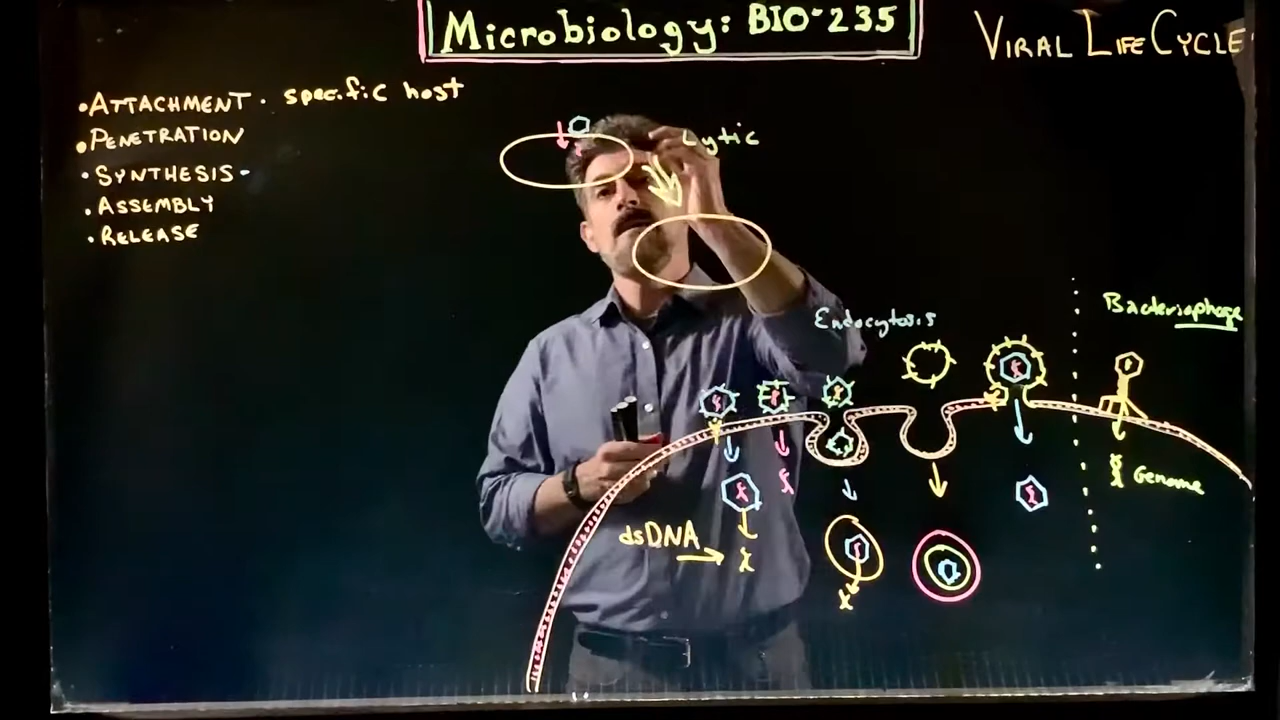 Microbiology: BIO-235
VIRAL LIFE CYCLE
• ATTACHMENT • specific host
• PENETRATION
• SYNTHESIS -
• ASSEMBLY
• RELEASE
Lytic
Endocytosis
Bacteriophage
Genome
dsDNA